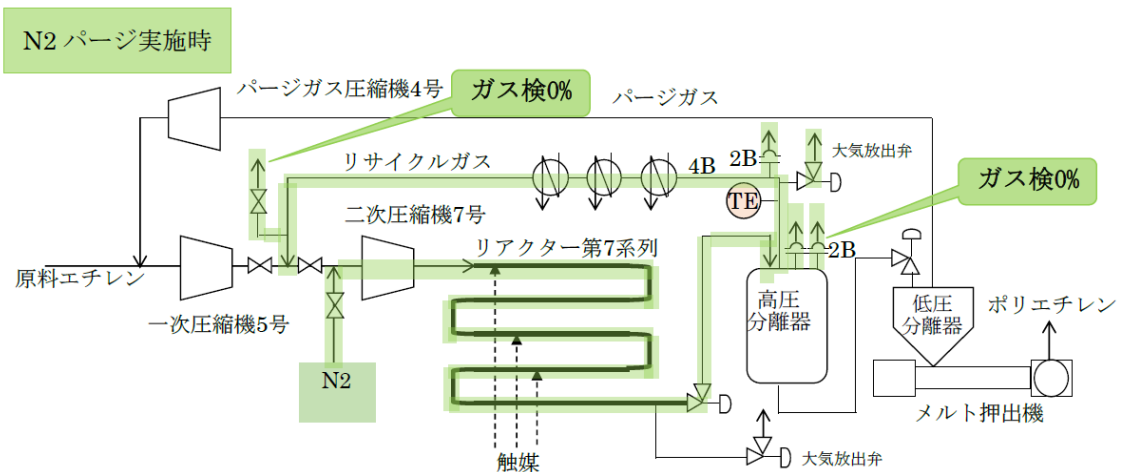 N2 パージ実施時
パージガス圧縮機4号
ガス検0%
パージガス
リサイクルガス
4B
2B
大気放出弁
ガス検0%
TE
二次圧縮機7号
リアクター第7系列
2B
原料エチレン
高圧
分離器
低圧
分離器
ポリエチレン
一次圧縮機5号
N2
メルト押出機
触媒
大気放出弁